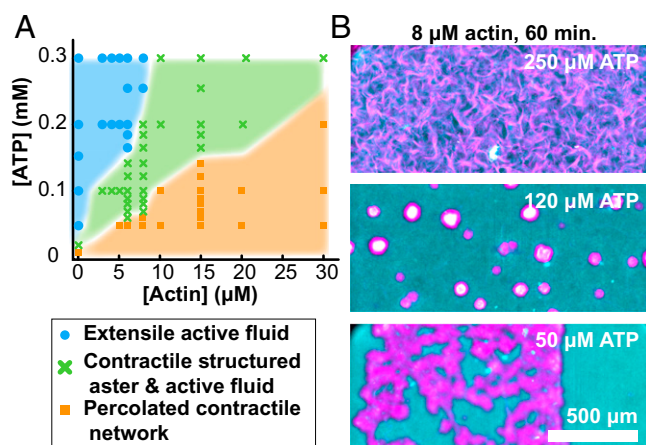 A
0.3
0.2
0.1
0
[ATP] (mM)
0 5 10 15 20 25 30
[Actin] (μM)
Extensile active fluid
Contractile structured
aster & active fluid
Percolated contractile
network
B
8 μM actin, 60 min.
250 μM ATP
120 μM ATP
50 μM ATP
500 μm